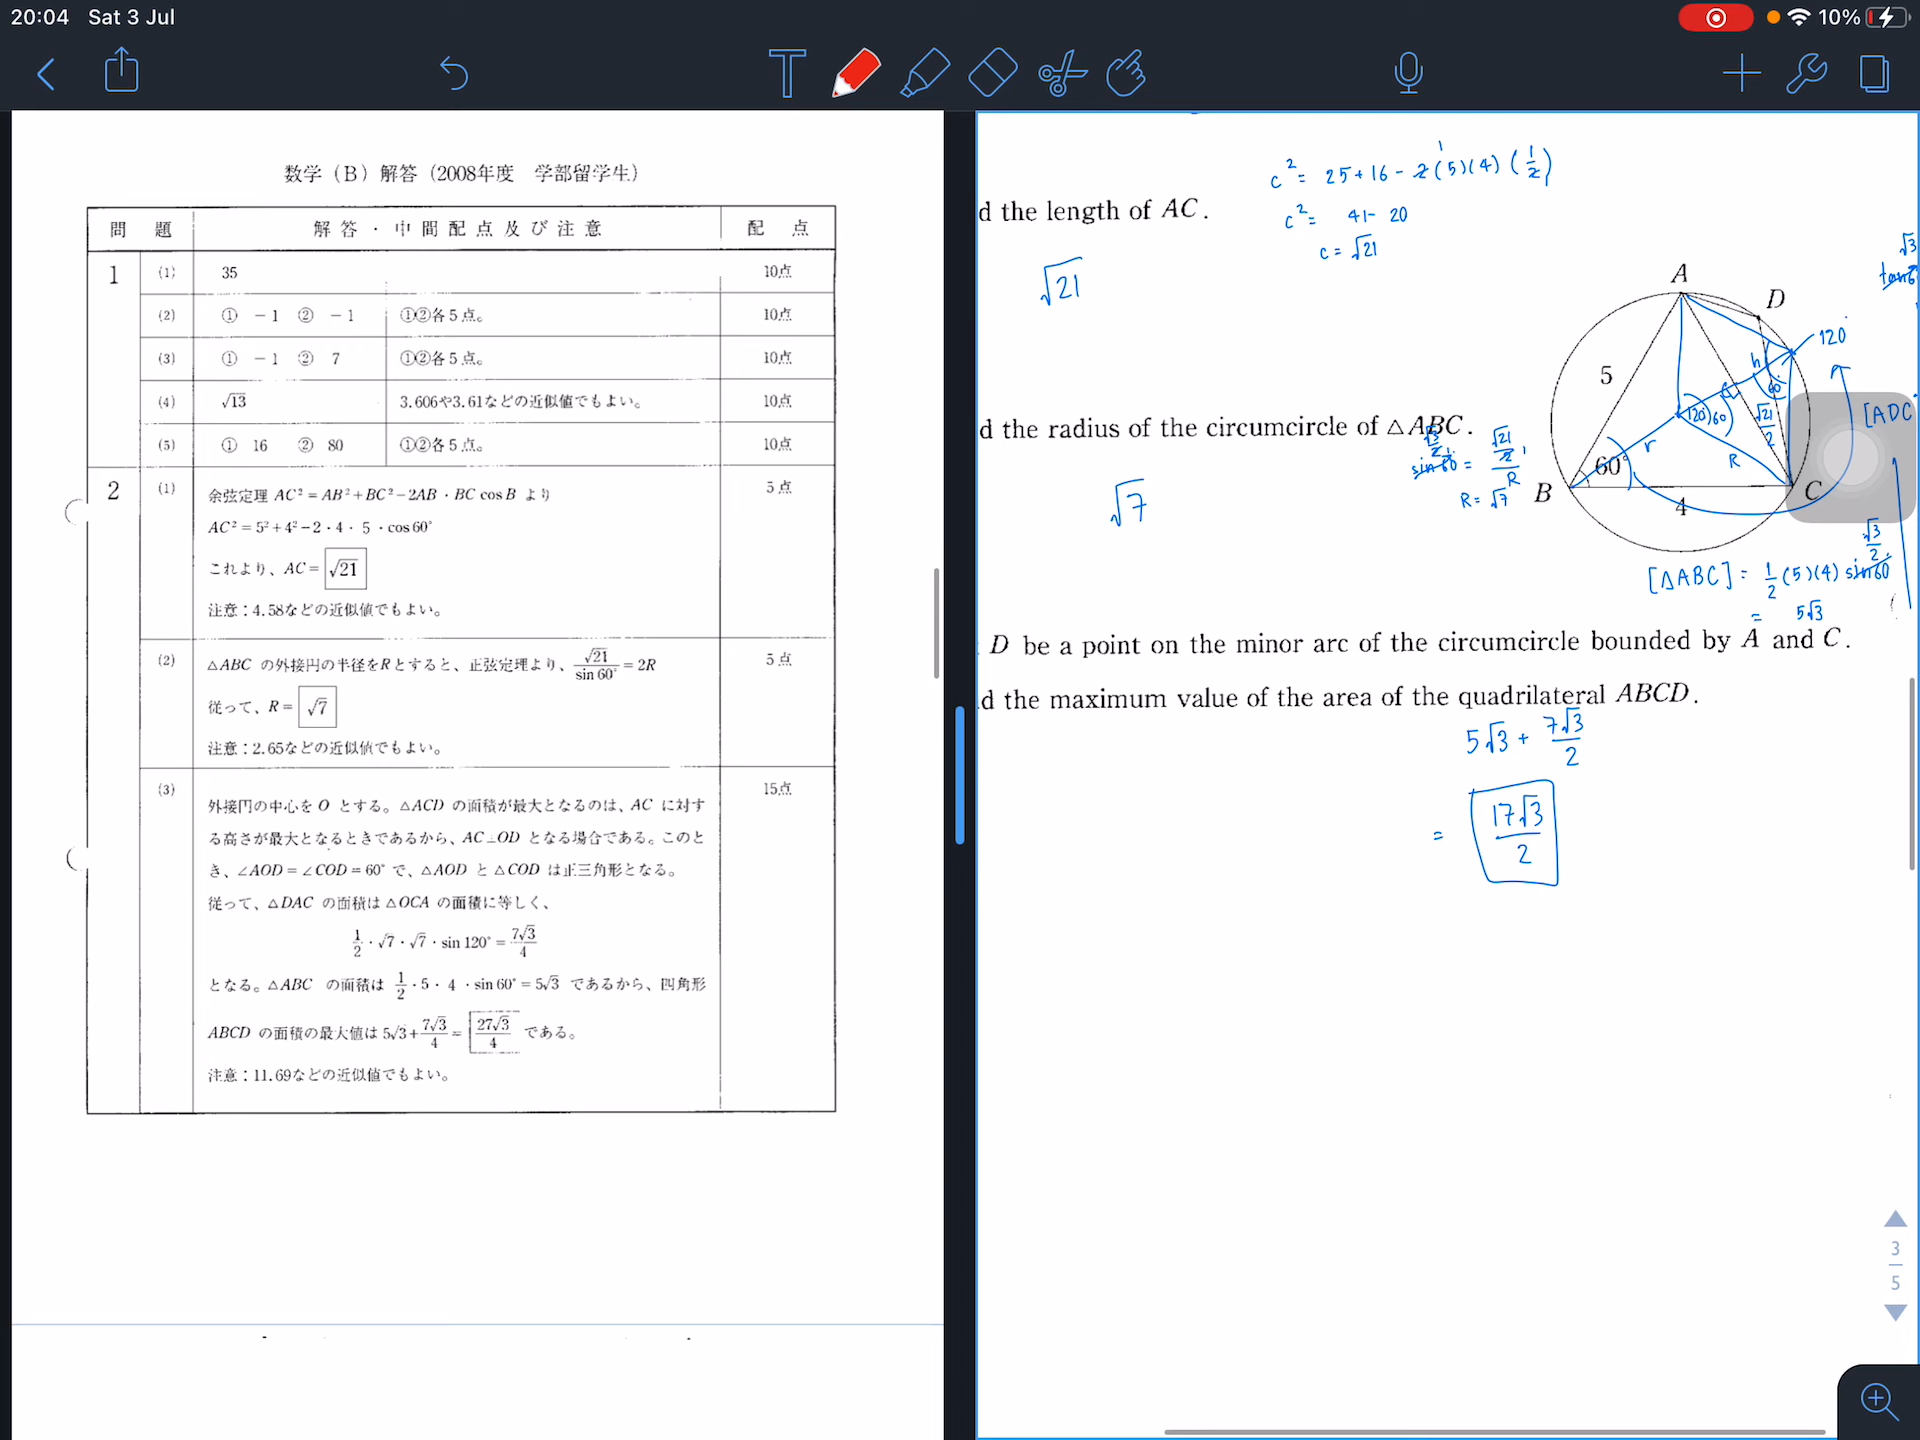 20:04 Sat 3 Jul
10%
数学（B）解答（2008年度 学部留学生）
問 題 解答・中間配点及び注意 配 点
1 (1) 35 10点
(2) ① −1 ② −1 ①②各5点。 10点
(3) ① −1 ② 7 ①②各5点。 10点
(4) √13 3.606や3.61などの近似値でもよい。 10点
(5) ① 16 ② 80 ①②各5点。 10点
2 (1) 余弦定理 AC²=AB²+BC²−2AB・BC cos B より 5点
AC²=5²+4²−2・4・5・cos60°
これより、AC= √21
注意：4.58などの近似値でもよい。
(2) △ABC の外接円の半径をRとすると、正弦定理より、√21/sin 60°=2R 5点
従って、R= √7
注意：2.65などの近似値でもよい。
(3) 外接円の中心を O とする。△ACD の面積が最大となるのは、AC に対す 15点
る高さが最大となるときであるから、AC⊥OD となる場合である。このと
き、∠AOD=∠COD=60° で、△AOD と △COD は正三角形となる。
従って、△DAC の面積は △OCA の面積に等しく、
1/2・√7・√7・sin 120°=7√3/4
となる。△ABC の面積は 1/2・5・4・sin 60°=5√3 であるから、四角形
ABCD の面積の最大値は 5√3+7√3/4= 27√3/4 である。
注意：11.69などの近似値でもよい。
c² = 25+16−2(5)(4)(1/2)
1
d the length of AC.
c² = 41− 20
c = √21
√21
√3
A
D
120°
5
h
60°
120° 60
√21/2
[ADC
r
R
60°
B
C
4
d the radius of the circumcircle of △ABC.
sin 60 = √21/2/R
R = √7
√7
√3/2
[△ABC] = 1/2 (5)(4) sin 60
= 5√3
D be a point on the minor arc of the circumcircle bounded by A and C.
d the maximum value of the area of the quadrilateral ABCD.
5√3 + 7√3/2
= 17√3/2
3
5